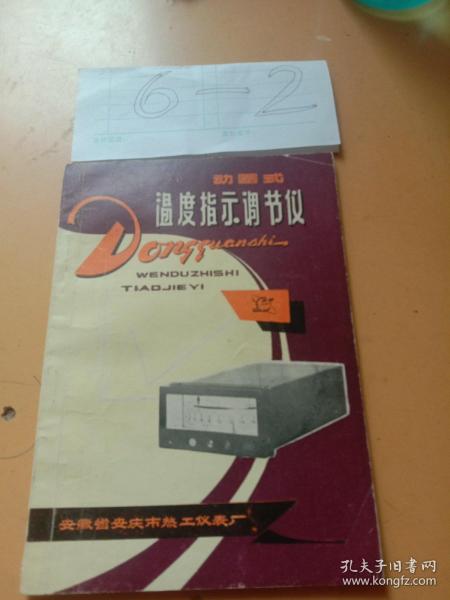 6-2
动圈式
温度指示调节仪
Dongquanshi
WENDUZHISHI
TIAOJIEYI
安徽省安庆市热工仪表厂
孔夫子旧书网
www.kongfz.com